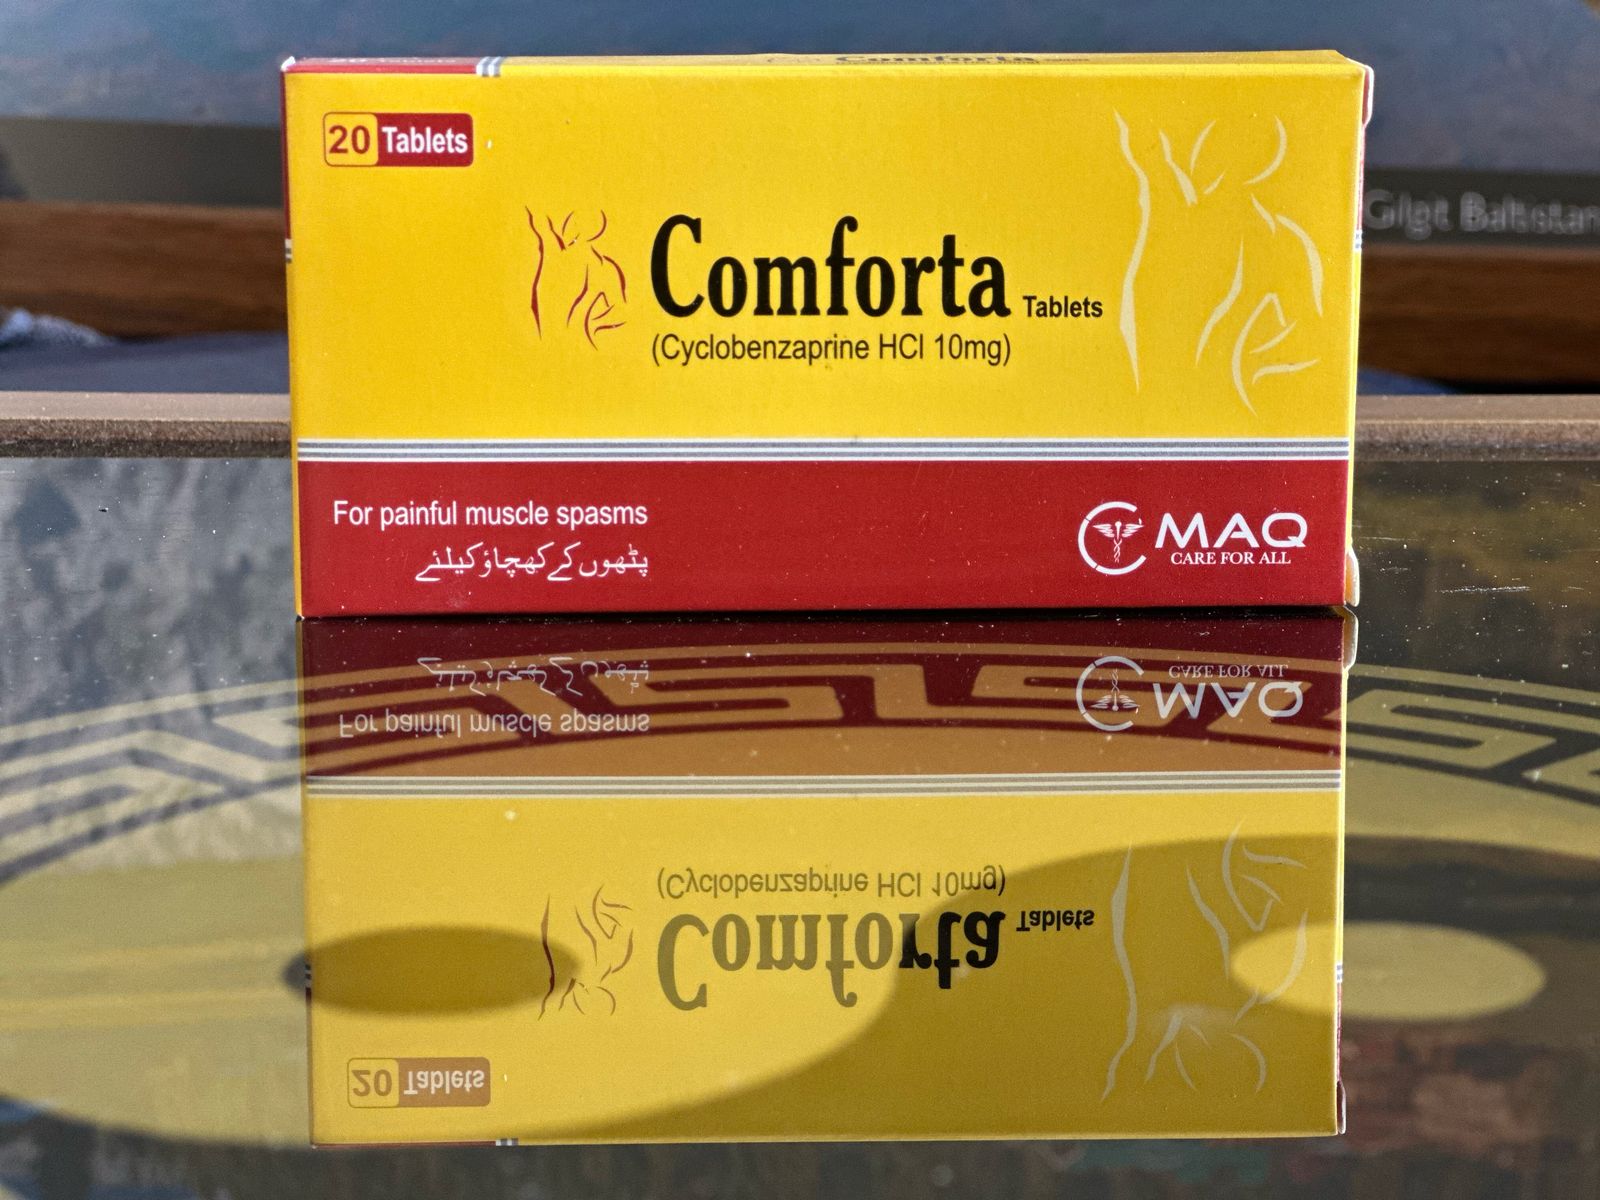 20 Tablets
Comforta Tablets
(Cyclobenzaprine HCl 10mg)
For painful muscle spasms
پٹھوں کے کھچاؤ کیلئے
MAQ
CARE FOR ALL
Comforta
Gilgit Baltistan